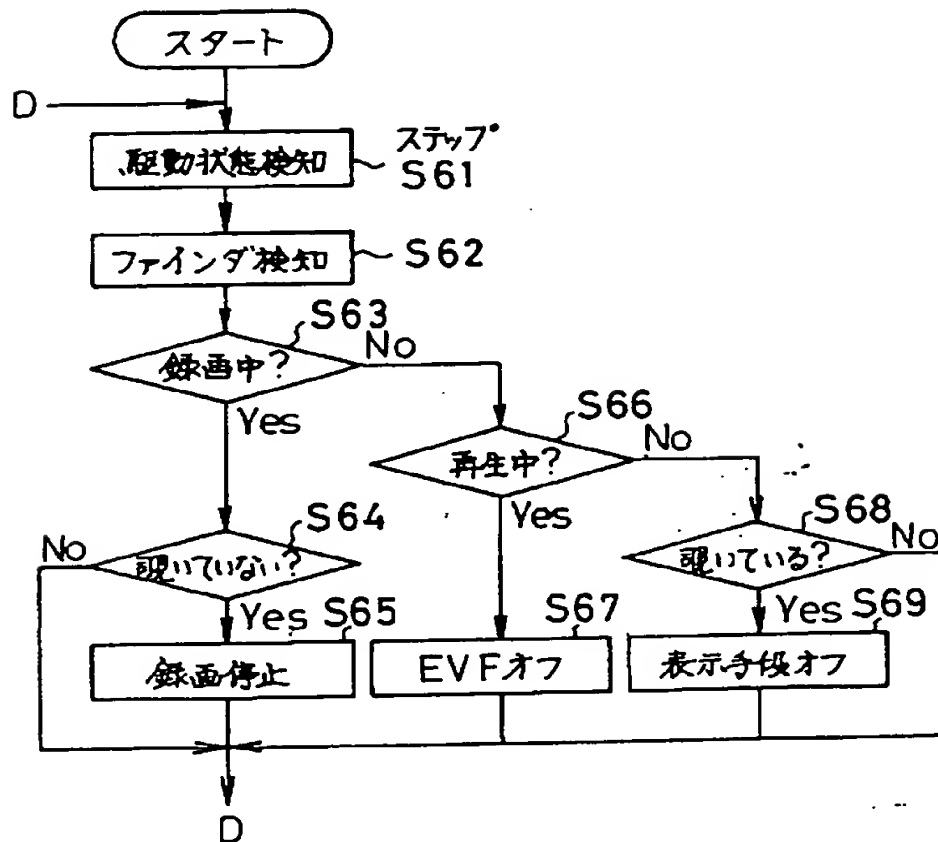 スタート
D
駆動状態検知
ステップ
S61
ファインダ検知
S62
S63
録画中?
No
Yes
S66
再生中?
No
Yes
S64
No
覗いていない?
S68
No
覗いている?
Yes
S65
録画停止
S67
EVFオフ
Yes
S69
表示手段オフ
D